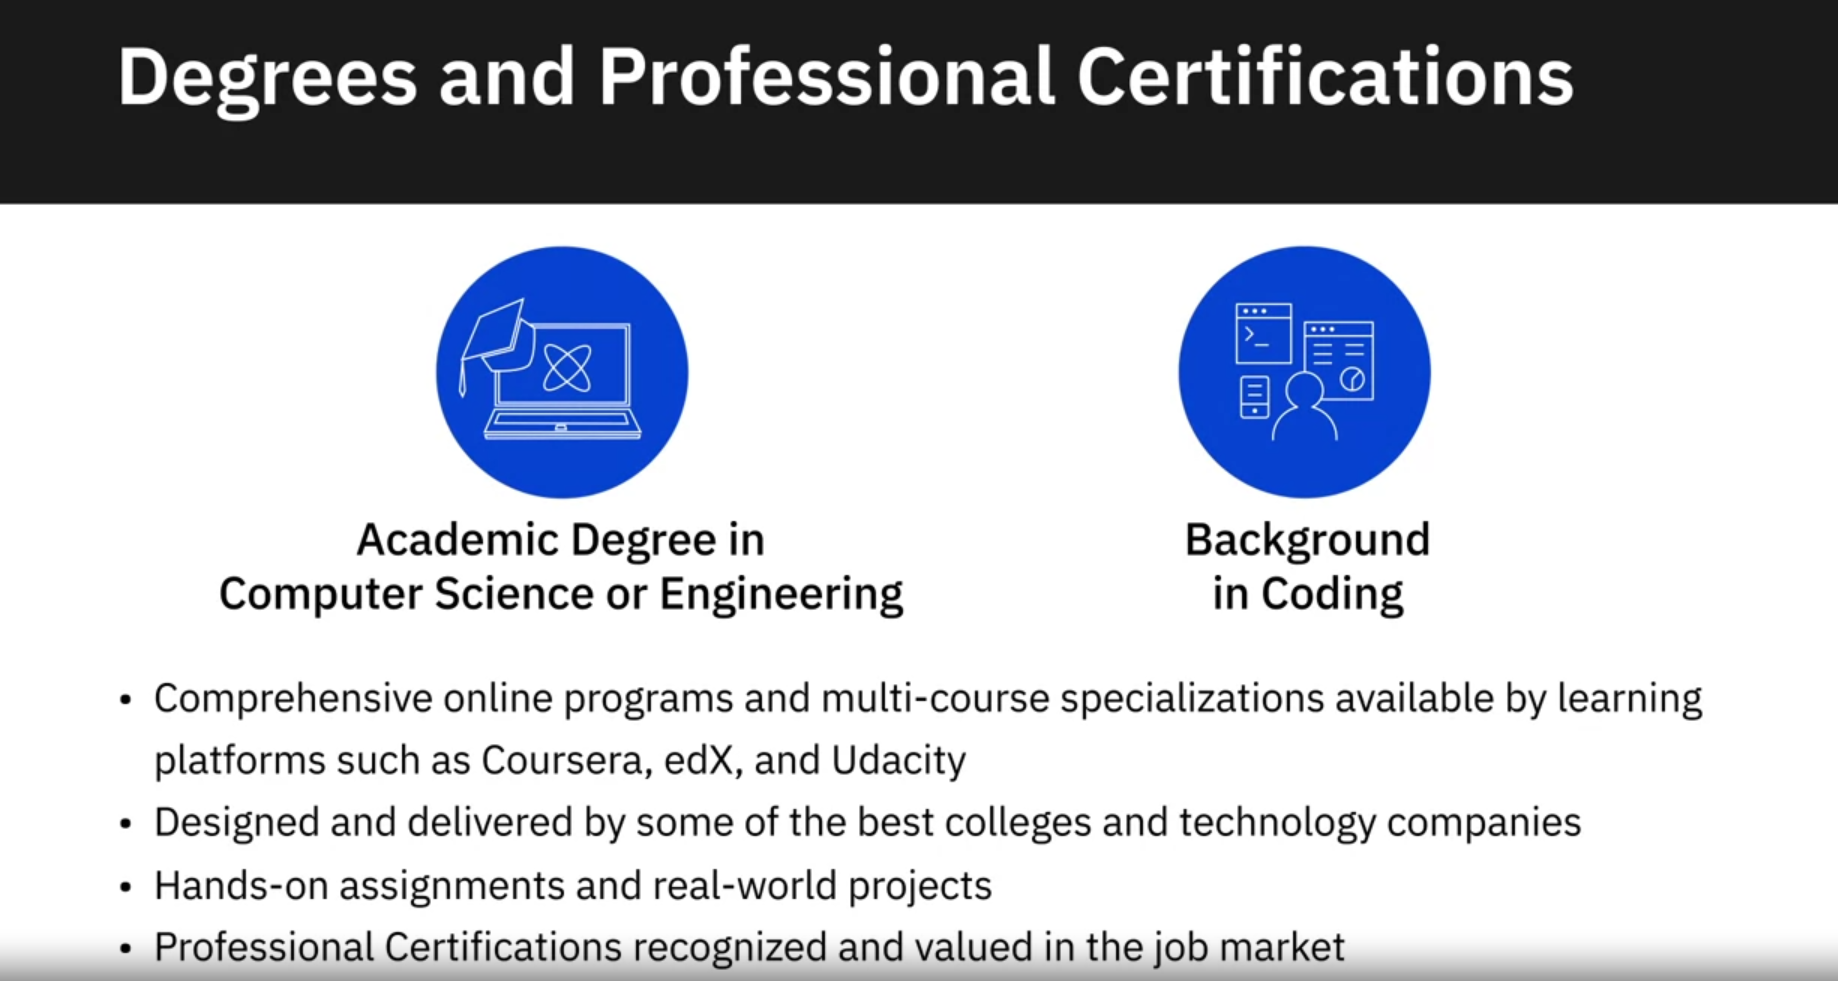 Degrees and Professional Certifications
Academic Degree in
Computer Science or Engineering
Background
in Coding
• Comprehensive online programs and multi-course specializations available by learning
platforms such as Coursera, edX, and Udacity
• Designed and delivered by some of the best colleges and technology companies
• Hands-on assignments and real-world projects
• Professional Certifications recognized and valued in the job market